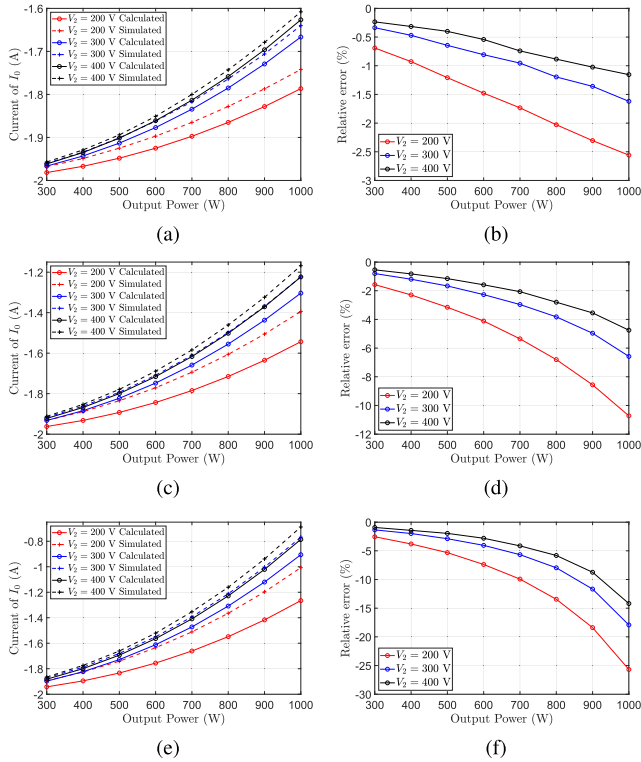 -1.6
-1.7
-1.8
-1.9
-2
Current of I₀ (A)
V₂ = 200 V Calculated
V₂ = 200 V Simulated
V₂ = 300 V Calculated
V₂ = 300 V Simulated
V₂ = 400 V Calculated
V₂ = 400 V Simulated
300 400 500 600 700 800 900 1000
Output Power (W)
(a)
0
-0.5
-1
-1.5
-2
-2.5
-3
Relative error (%)
V₂ = 200 V
V₂ = 300 V
V₂ = 400 V
300 400 500 600 700 800 900 1000
Output Power (W)
(b)
-1.2
-1.4
-1.6
-1.8
-2
Current of I₀ (A)
V₂ = 200 V Calculated
V₂ = 200 V Simulated
V₂ = 300 V Calculated
V₂ = 300 V Simulated
V₂ = 400 V Calculated
V₂ = 400 V Simulated
300 400 500 600 700 800 900 1000
Output Power (W)
(c)
0
-2
-4
-6
-8
-10
-12
Relative error (%)
V₂ = 200 V
V₂ = 300 V
V₂ = 400 V
300 400 500 600 700 800 900 1000
Output Power (W)
(d)
-0.8
-1
-1.2
-1.4
-1.6
-1.8
-2
Current of I₀ (A)
V₂ = 200 V Calculated
V₂ = 200 V Simulated
V₂ = 300 V Calculated
V₂ = 300 V Simulated
V₂ = 400 V Calculated
V₂ = 400 V Simulated
300 400 500 600 700 800 900 1000
Output Power (W)
(e)
0
-5
-10
-15
-20
-25
-30
Relative error (%)
V₂ = 200 V
V₂ = 300 V
V₂ = 400 V
300 400 500 600 700 800 900 1000
Output Power (W)
(f)